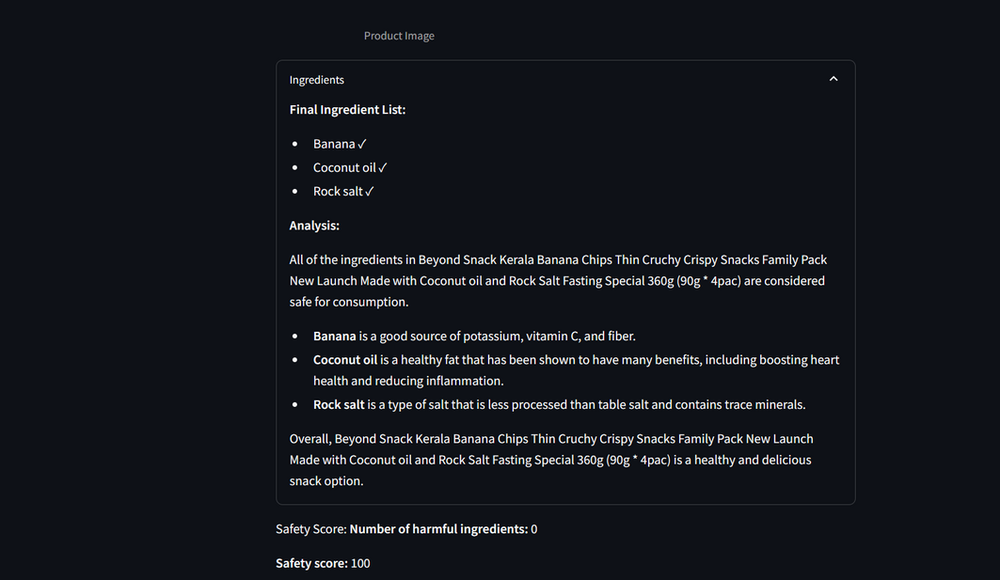 Product Image
Ingredients
Final Ingredient List:
• Banana ✓
• Coconut oil ✓
• Rock salt ✓
Analysis:
All of the ingredients in Beyond Snack Kerala Banana Chips Thin Cruchy Crispy Snacks Family Pack
New Launch Made with Coconut oil and Rock Salt Fasting Special 360g (90g * 4pac) are considered
safe for consumption.
• Banana is a good source of potassium, vitamin C, and fiber.
• Coconut oil is a healthy fat that has been shown to have many benefits, including boosting heart
health and reducing inflammation.
• Rock salt is a type of salt that is less processed than table salt and contains trace minerals.
Overall, Beyond Snack Kerala Banana Chips Thin Cruchy Crispy Snacks Family Pack New Launch
Made with Coconut oil and Rock Salt Fasting Special 360g (90g * 4pac) is a healthy and delicious
snack option.
Safety Score: Number of harmful ingredients: 0
Safety score: 100